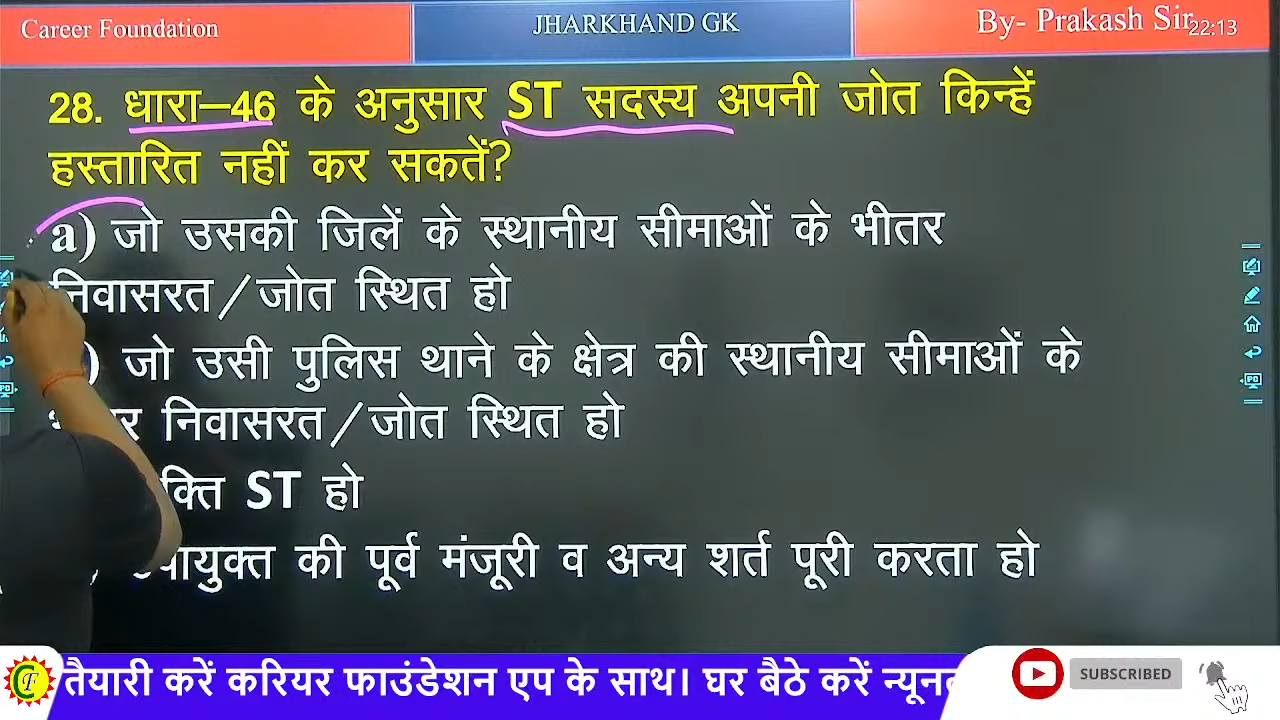 Career Foundation
JHARKHAND GK
By- Prakash Sir
22:13
28. धारा–46 के अनुसार ST सदस्य अपनी जोत किन्हें
हस्तारित नहीं कर सकतें?
a) जो उसकी जिलें के स्थानीय सीमाओं के भीतर
निवासरत/जोत स्थित हो
) जो उसी पुलिस थाने के क्षेत्र की स्थानीय सीमाओं के
निवासरत/जोत स्थित हो
ST हो
की पूर्व मंजूरी व अन्य शर्त पूरी करता हो
तैयारी करें करियर फाउंडेशन एप के साथ। घर बैठे करें
SUBSCRIBED